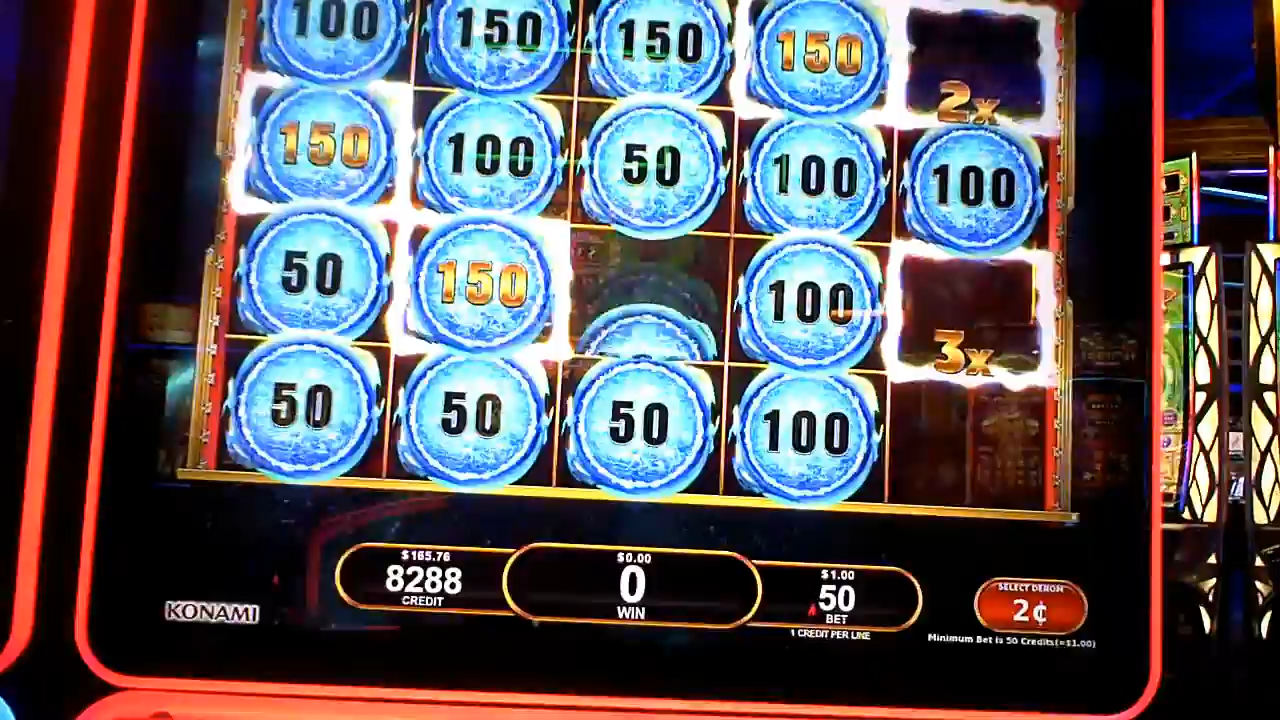 100 150 150 150 2x
150 100 50 100 100
50 150 100 3x
50 50 50 100
$165.76 $0.00 $1.00
8288 0 50
CREDIT WIN BET
1 CREDIT PER LINE
SELECT DENOM
2¢
KONAMI
Minimum Bet is 50 Credits(=$1.00)